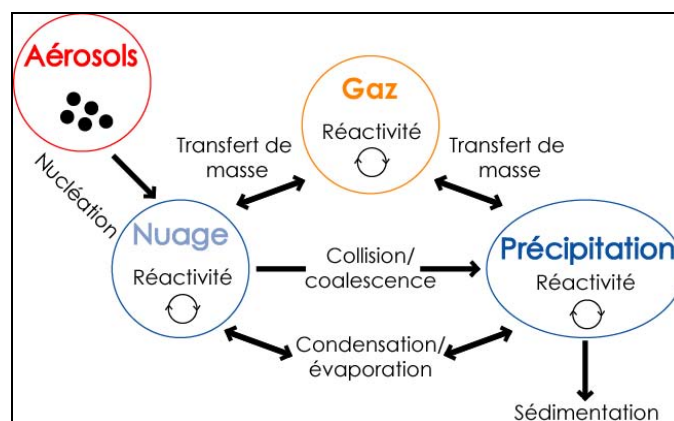 Aérosols
Gaz
Réactivité
Transfert de
masse
Transfert de
masse
Nucléation
Nuage
Réactivité
Collision/
coalescence
Précipitation
Réactivité
Condensation/
évaporation
Sédimentation